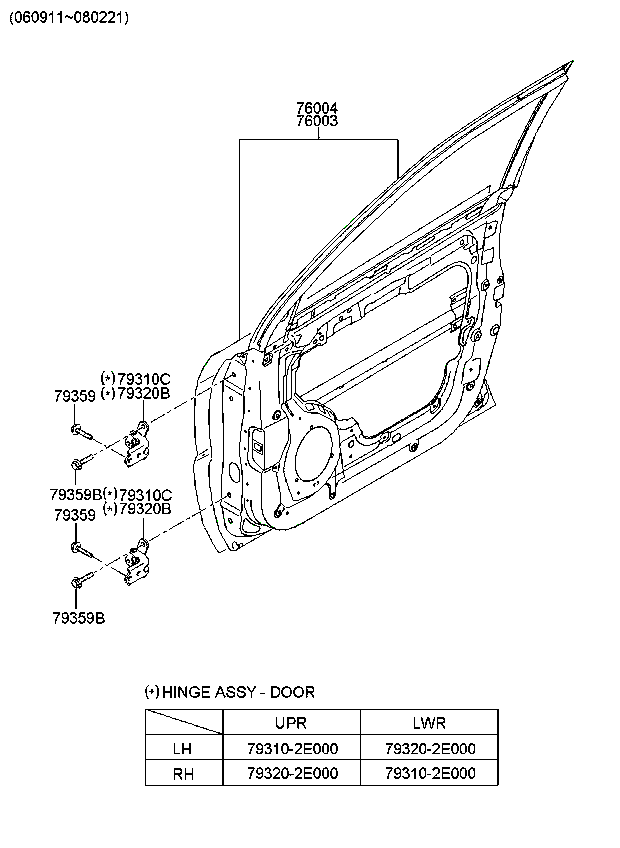 (060911~080221)
76004
76003
(*)79310C
79359 (*)79320B
79359B(*)79310C
79359 (*)79320B
79359B
(*)HINGE ASSY - DOOR
UPR LWR
LH 79310-2E000 79320-2E000
RH 79320-2E000 79310-2E000